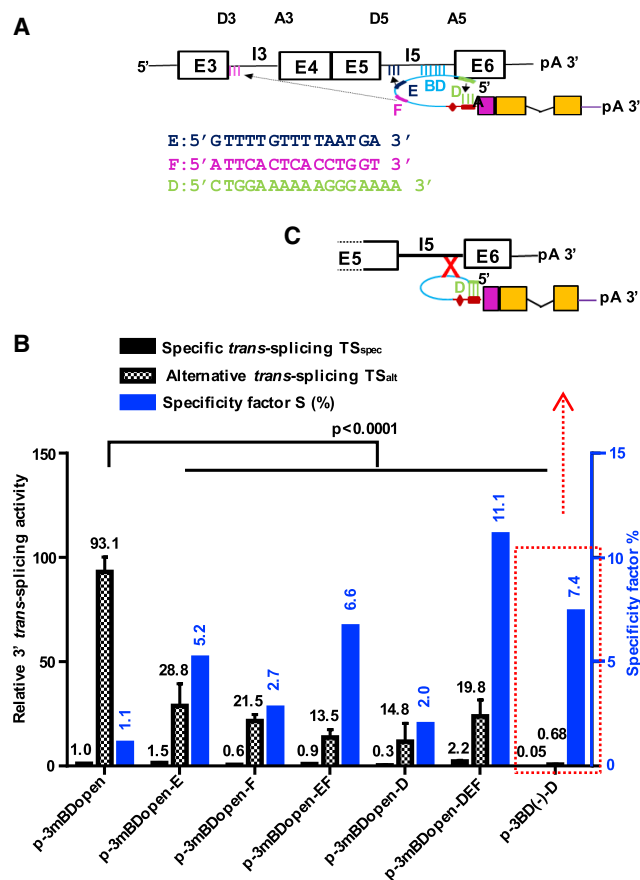 A
D3 A3 D5 A5
5'
E3
I3
E4
E5
I5
E6
pA 3'
BD
E
F
D
5'
A
pA 3'
E:5'GTTTTGTTTTAATGA 3'
F:5'ATTCACTCACCTGGT 3'
D:5'CTGGAAAAAAGGGAAAA 3'
C
E5
I5
E6
pA 3'
X
D
5'
pA 3'
B
Specific trans-splicing TSspec
Alternative trans-splicing TSalt
Specificity factor S (%)
p<0.0001
Relative 3' trans-splicing activity
150
100
50
0
1.0 93.1 1.1
1.5 28.8 5.2
0.6 21.5 2.7
0.9 13.5 6.6
0.3 14.8 2.0
2.2 19.8 11.1
0.05 0.68 7.4
15
10
5
0
Specificity factor %
p-3mBDopen
p-3mBDopen-E
p-3mBDopen-F
p-3mBDopen-EF
p-3mBDopen-D
p-3mBDopen-DEF
p-3BD(-)-D